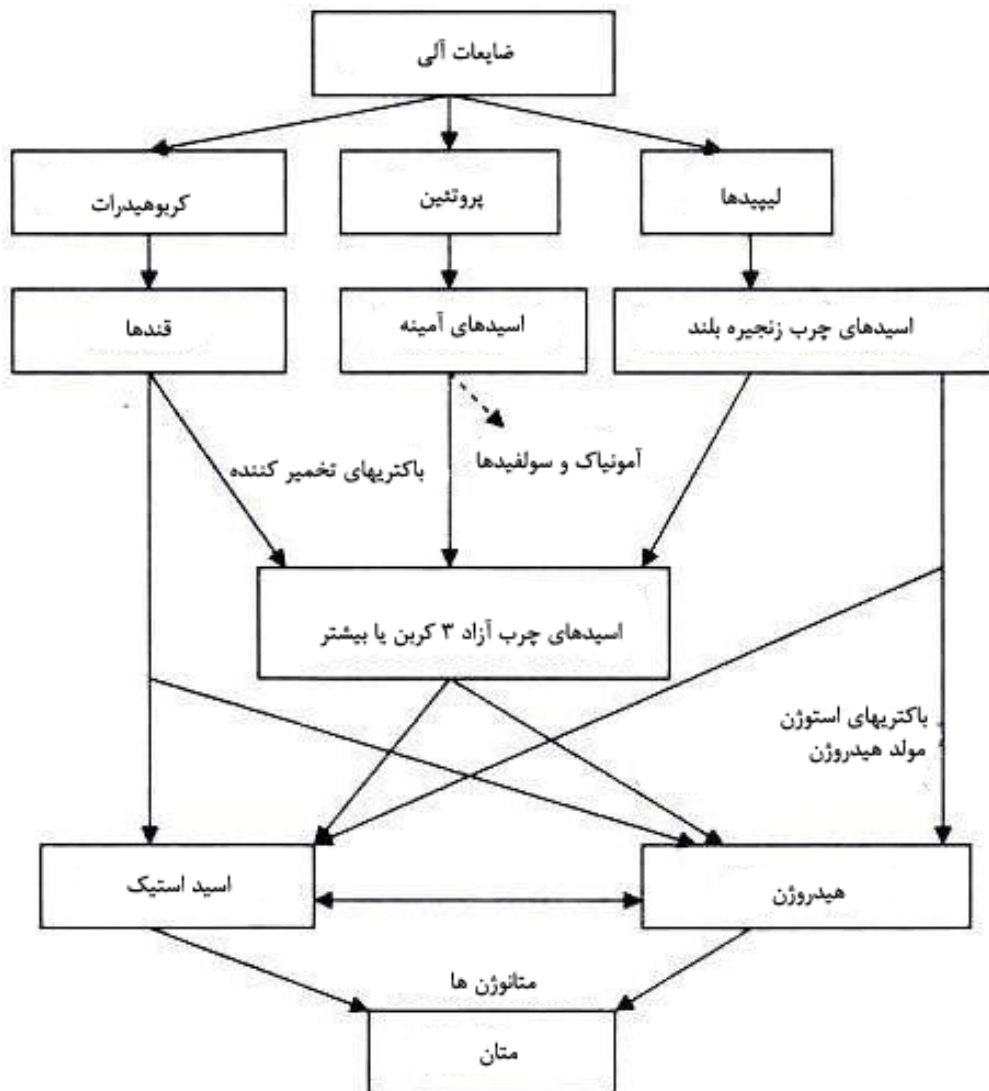 ضایعات آلی
لیپیدها
پروتئین
کربوهیدرات
اسیدهای چرب زنجیره بلند
اسیدهای آمینه
قندها
آمونیاک و سولفیدها
باکتریهای تخمیر کننده
اسیدهای چرب آزاد ۳ کربن یا بیشتر
باکتریهای استوژن
مولد هیدروژن
هیدروژن
اسید استیک
متانوژن ها
متان